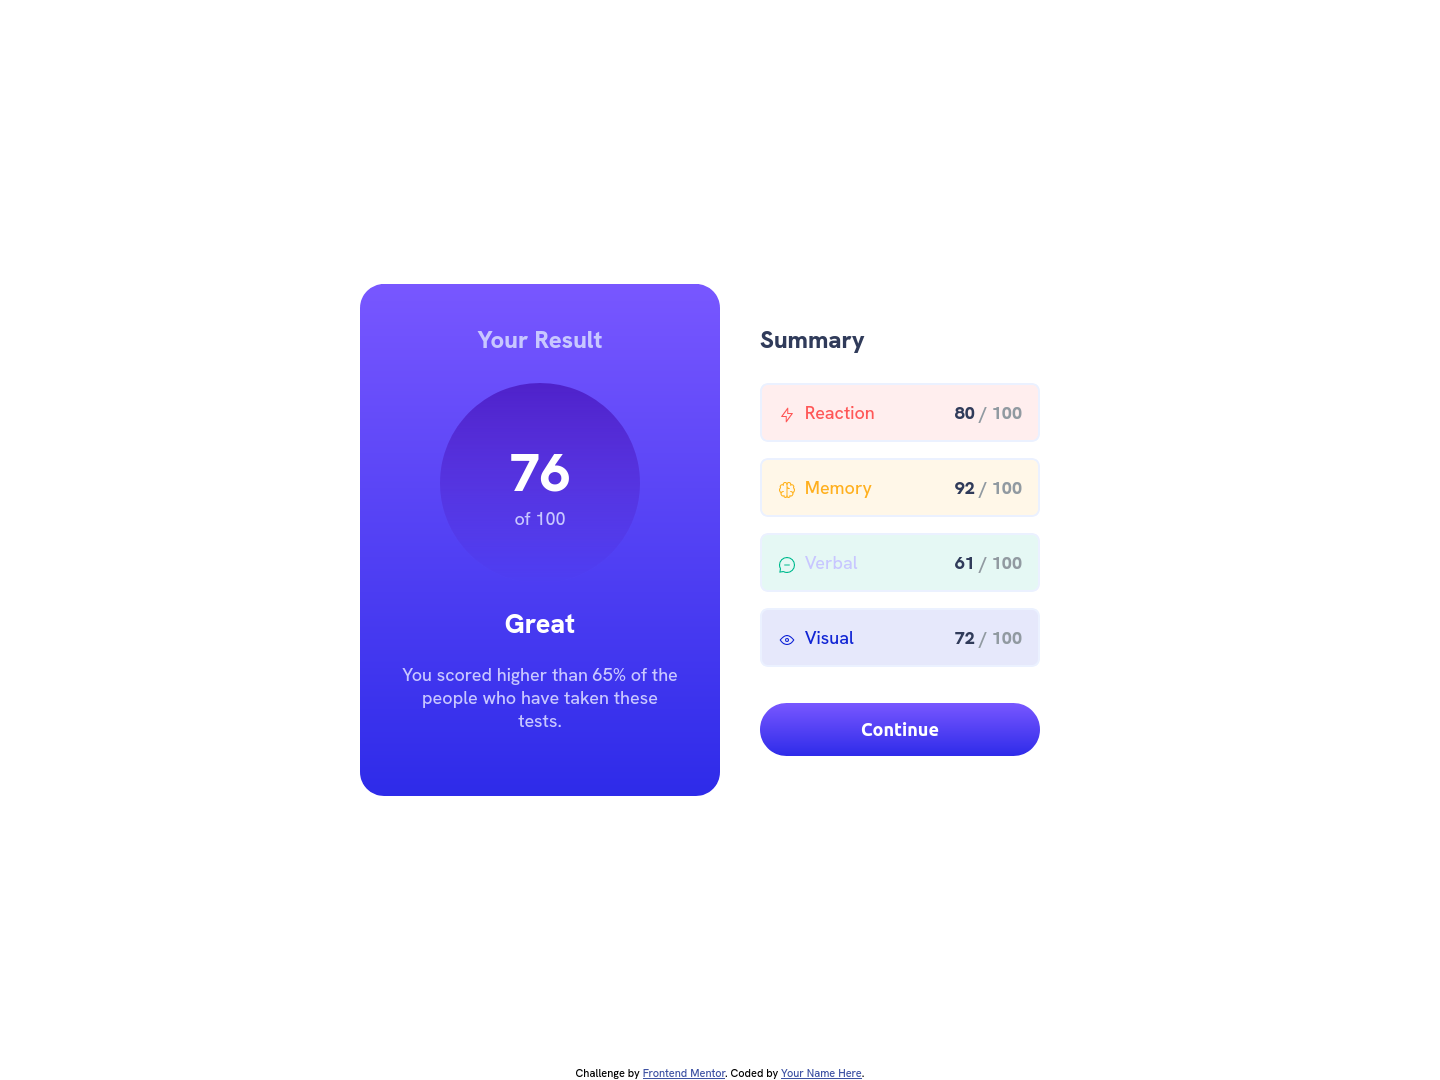 Your Result
76
of 100
Great
You scored higher than 65% of the
people who have taken these
tests.
Summary
Reaction 80 / 100
Memory 92 / 100
Verbal 61 / 100
Visual 72 / 100
Continue
Challenge by Frontend Mentor. Coded by Your Name Here.